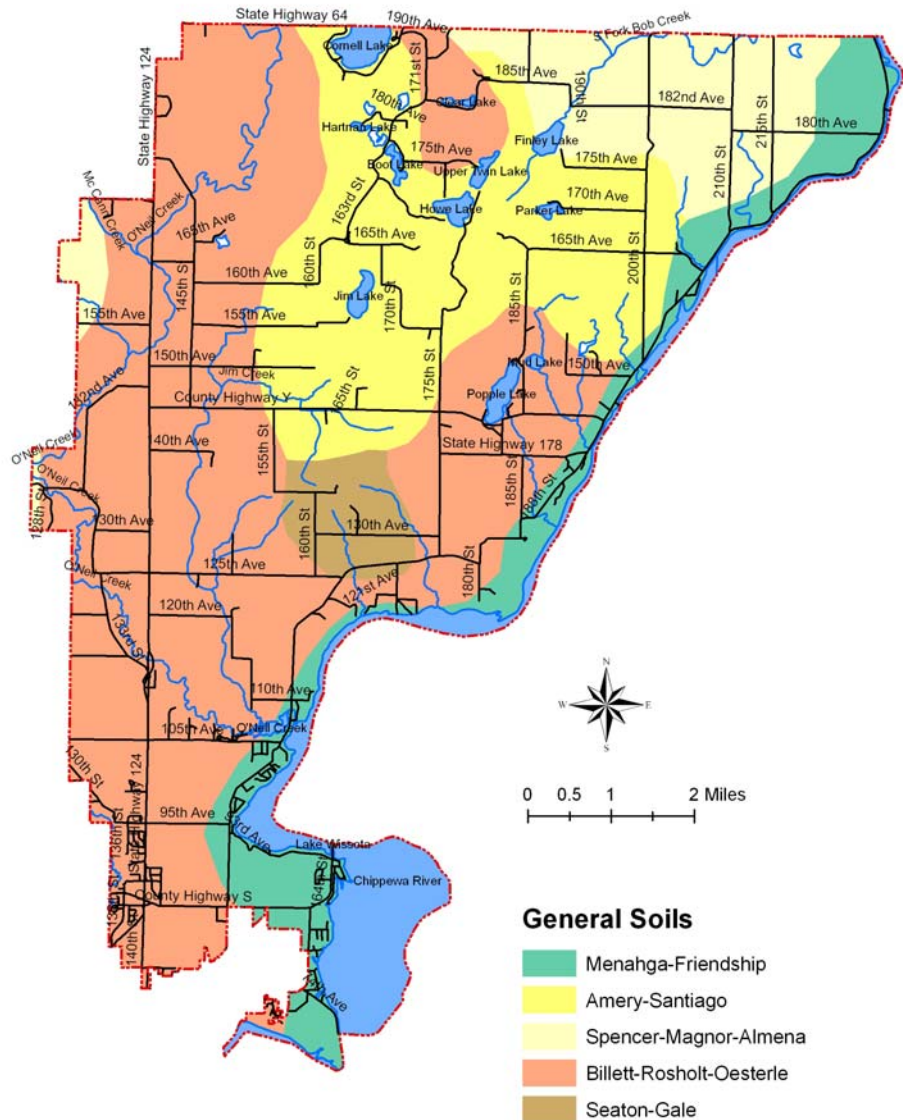 State Highway 64
190th Ave
S Fork Bob Creek
State Highway 124
Cornell Lake
171st St
185th Ave
190th St
182nd Ave
215th St
180th Ave
Clear Lake
180th Ave
Hartman Lake
Finley Lake
175th Ave
Boot Lake
Upper Twin Lake
175th Ave
210th St
Mc Cann Creek
O'Neil Creek
163rd St
170th Ave
Howe Lake
Parker Lake
165th Ave
165th Ave
165th Ave
160th St
200th St
145th St
160th Ave
Jim Lake
170th St
185th St
155th Ave
155th Ave
150th Ave
Jim Creek
175th St
Mud Lake
150th Ave
152nd Ave
165th St
Popple Lake
County Highway Y
O'Neil Creek
140th Ave
155th St
State Highway 178
O'Neil Creek
185th St
188th St
128th St
130th Ave
160th St
130th Ave
125th Ave
O'Neil Creek
121st Ave
180th St
120th Ave
133rd St
110th Ave
105th Ave
O'Neil Creek
130th St
State Highway 124
136th St
95th Ave
93rd Ave
Lake Wissota
Chippewa River
164th St
County Highway S
140th St
N
W
E
S
0 0.5 1 2 Miles
General Soils
Menahga-Friendship
Amery-Santiago
Spencer-Magnor-Almena
Billett-Rosholt-Oesterle
Seaton-Gale